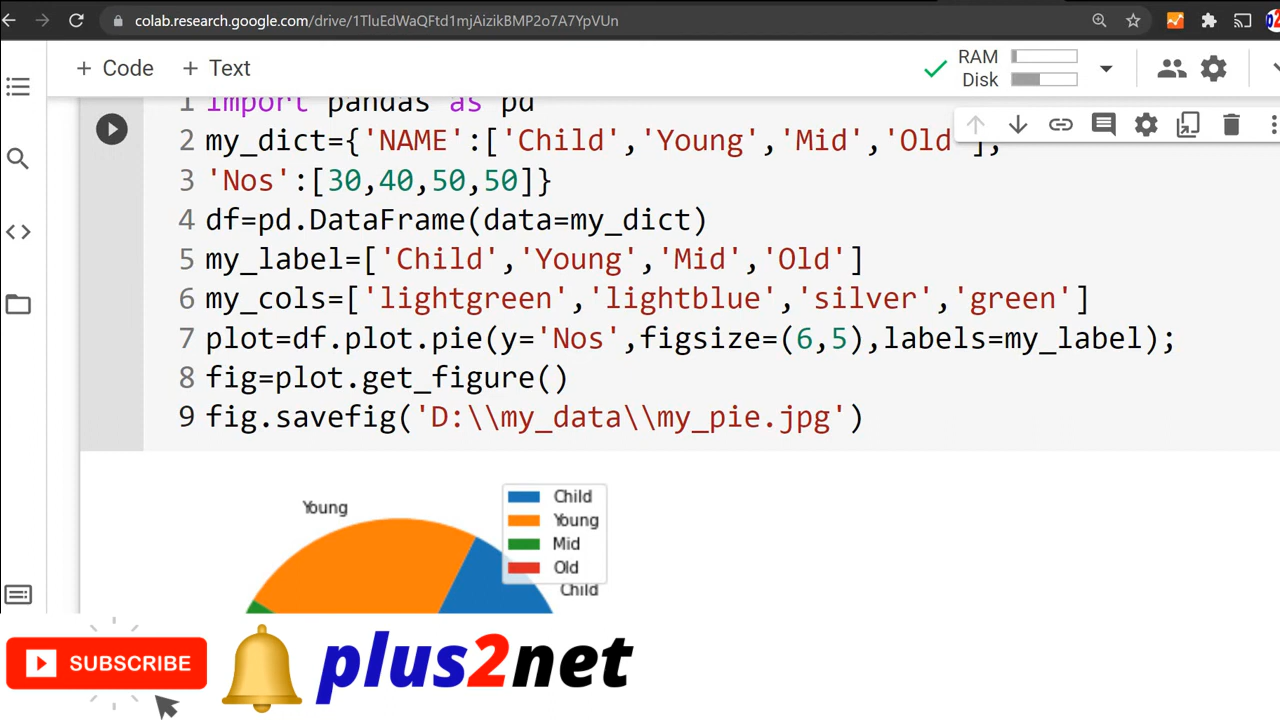 colab.research.google.com/drive/1TluEdWaQFtd1mjAizikBMP2o7A7YpVUn
+ Code + Text
RAM
Disk
1 import pandas as pd
2 my_dict={'NAME':['Child','Young','Mid','Old'],
3 'Nos':[30,40,50,50]}
4 df=pd.DataFrame(data=my_dict)
5 my_label=['Child','Young','Mid','Old']
6 my_cols=['lightgreen','lightblue','silver','green']
7 plot=df.plot.pie(y='Nos',figsize=(6,5),labels=my_label);
8 fig=plot.get_figure()
9 fig.savefig('D:\\my_data\\my_pie.jpg')
Young
Child
Young
Mid
Old
Child
SUBSCRIBE
plus2net